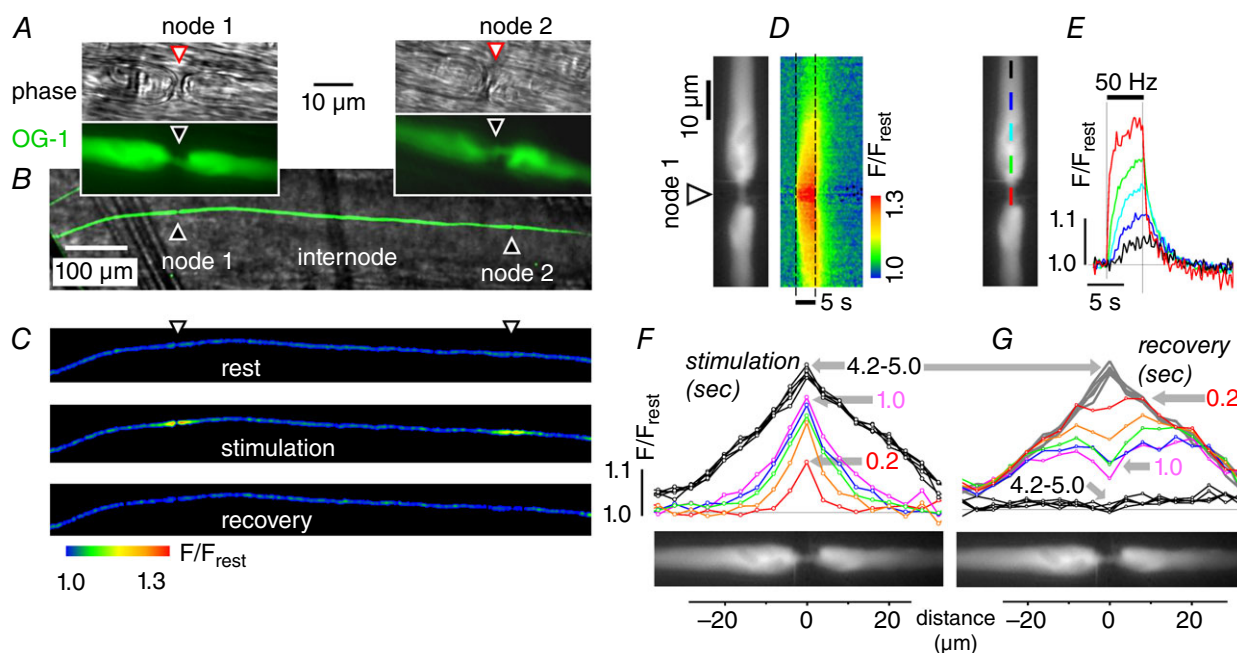 A
node 1
node 2
phase
10 µm
OG-1
B
100 µm
node 1
internode
node 2
C
rest
stimulation
recovery
F/Frest
1.0
1.3
D
10 µm
node 1
F/Frest
1.3
1.0
5 s
E
50 Hz
F/Frest
1.1
1.0
5 s
F
stimulation
(sec)
4.2-5.0
1.0
0.2
F/Frest
1.1
1.0
G
recovery
(sec)
0.2
1.0
4.2-5.0
–20
0
20
distance
(µm)
–20
0
20